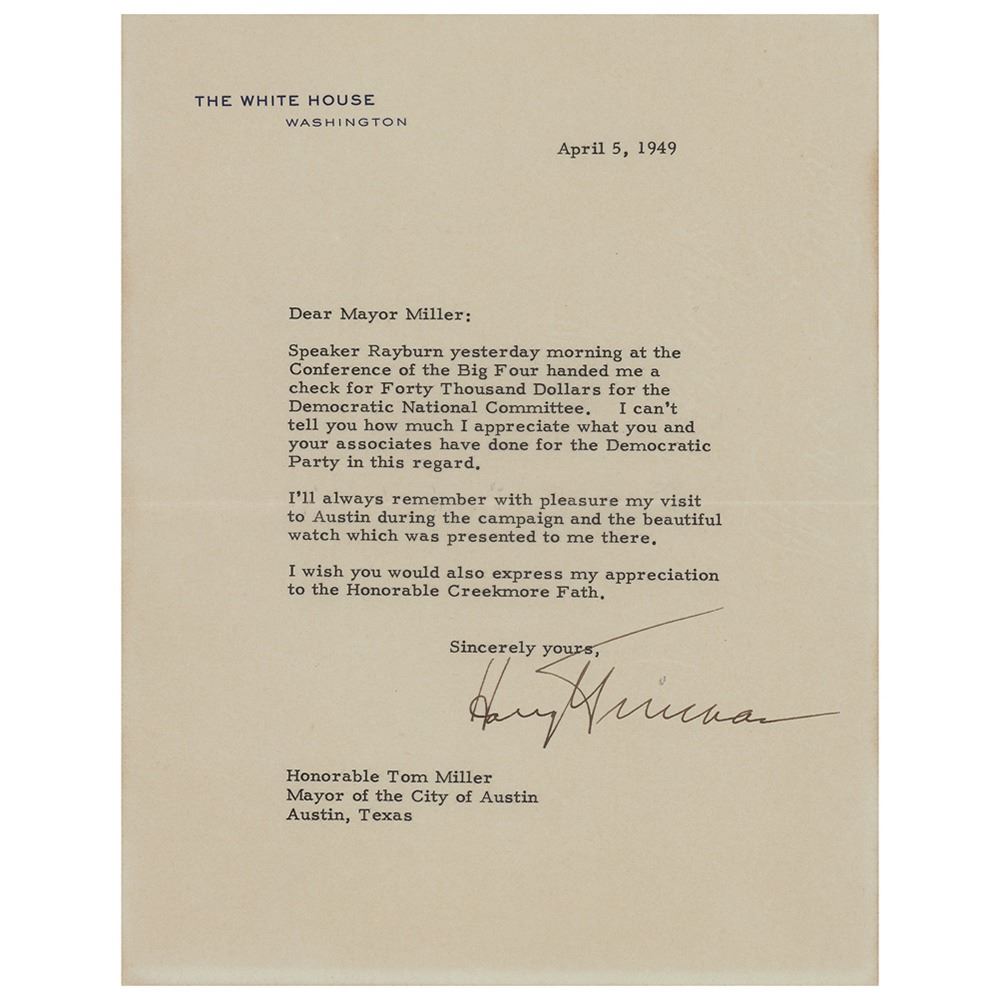 THE WHITE HOUSE
WASHINGTON
April 5, 1949
Dear Mayor Miller:
Speaker Rayburn yesterday morning at the
Conference of the Big Four handed me a
check for Forty Thousand Dollars for the
Democratic National Committee.   I can't
tell you how much I appreciate what you and
your associates have done for the Democratic
Party in this regard.
I'll always remember with pleasure my visit
to Austin during the campaign and the beautiful
watch which was presented to me there.
I wish you would also express my appreciation
to the Honorable Creekmore Fath.
Sincerely yours,
Harry Truman
Honorable Tom Miller
Mayor of the City of Austin
Austin, Texas